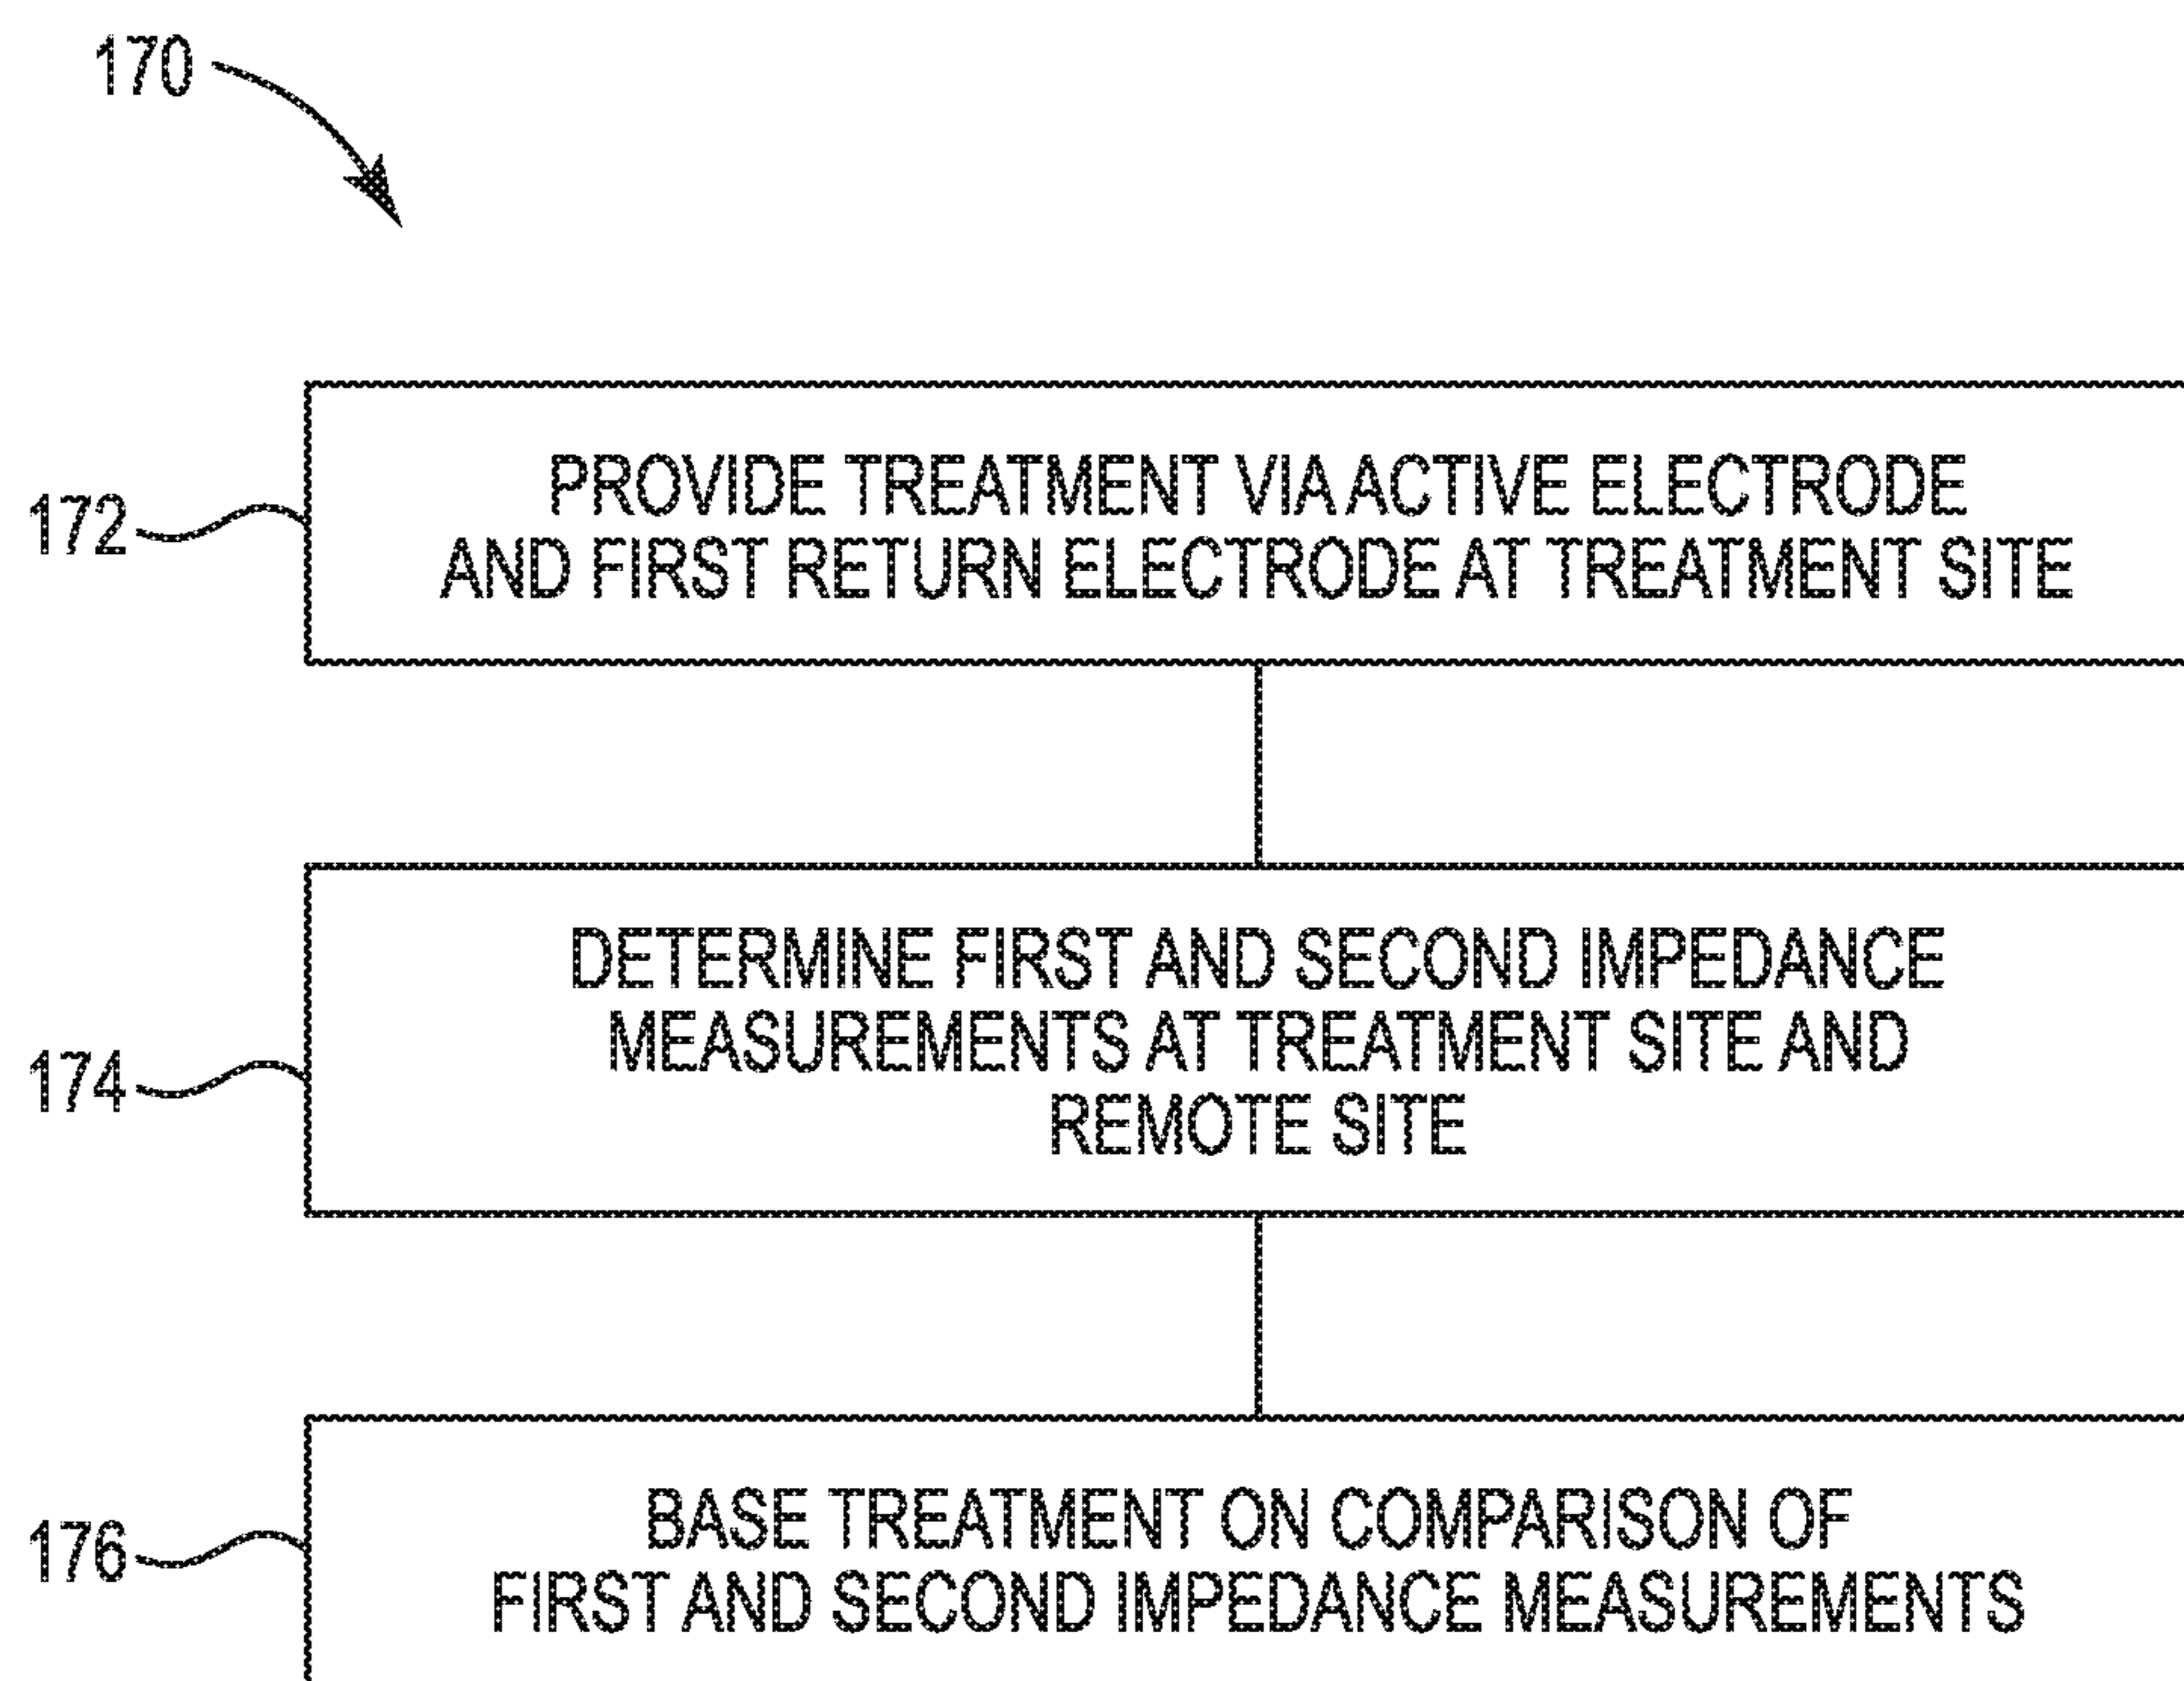 170
172
PROVIDE TREATMENT VIA ACTIVE ELECTRODE
AND FIRST RETURN ELECTRODE AT TREATMENT SITE
174
DETERMINE FIRST AND SECOND IMPEDANCE
MEASUREMENTS AT TREATMENT SITE AND
REMOTE SITE
176
BASE TREATMENT ON COMPARISON OF
FIRST AND SECOND IMPEDANCE MEASUREMENTS